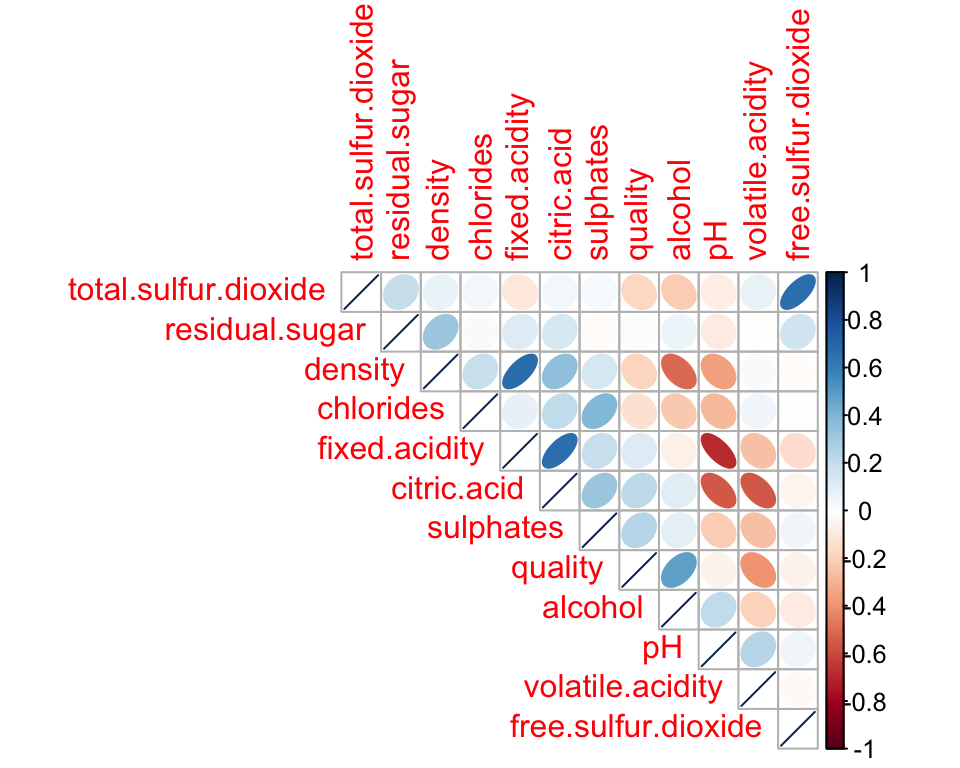 total.sulfur.dioxide
residual.sugar
density
chlorides
fixed.acidity
citric.acid
sulphates
quality
alcohol
pH
volatile.acidity
free.sulfur.dioxide
total.sulfur.dioxide
residual.sugar
density
chlorides
fixed.acidity
citric.acid
sulphates
quality
alcohol
pH
volatile.acidity
free.sulfur.dioxide
1
0.8
0.6
0.4
0.2
0
-0.2
-0.4
-0.6
-0.8
-1